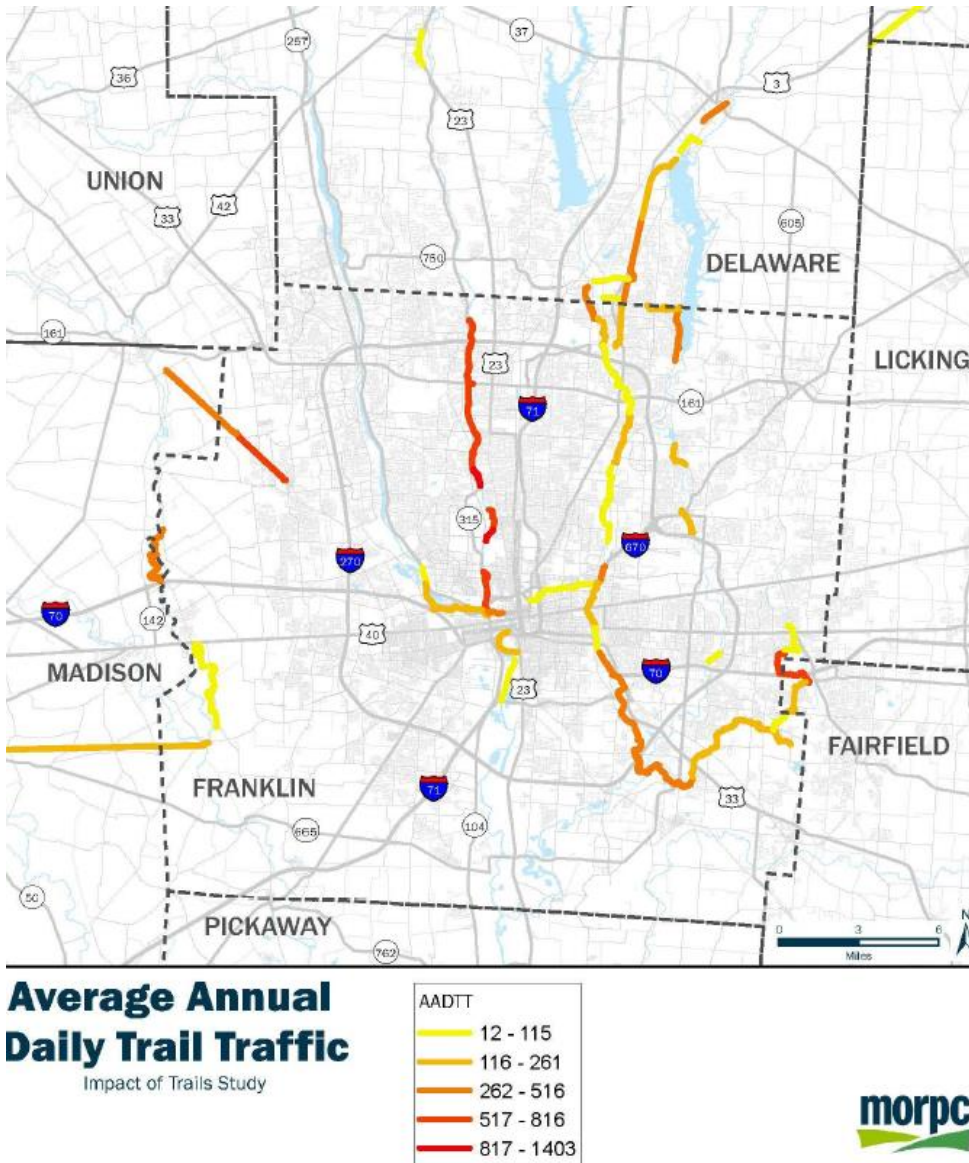 257
37
36
3
23
UNION
42
33
605
750
DELAWARE
161
23
LICKING
71
161
315
670
270
70
142
40
MADISON
70
23
FAIRFIELD
FRANKLIN
71
33
104
665
50
PICKAWAY
762
0 3 6
Miles
N
Average Annual
Daily Trail Traffic
Impact of Trails Study
AADTT
12 - 115
116 - 261
262 - 516
517 - 816
817 - 1403
morpc